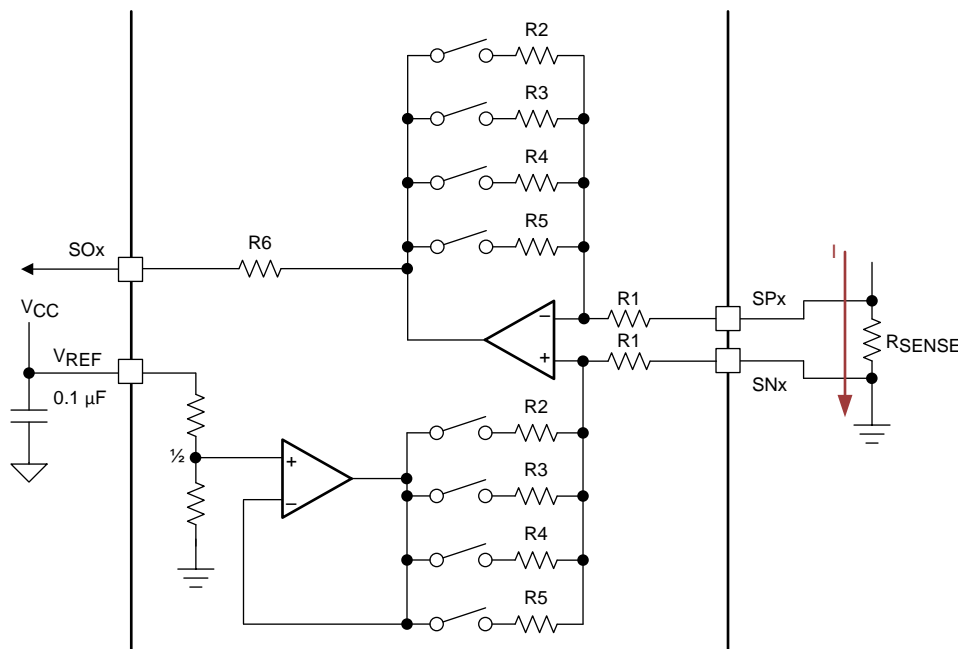 R2
R3
R4
R5
SOx
R6
I
VCC
R1
SPx
VREF
−
+
R1
RSENSE
SNx
0.1 µF
½
+
−
R2
R3
R4
R5